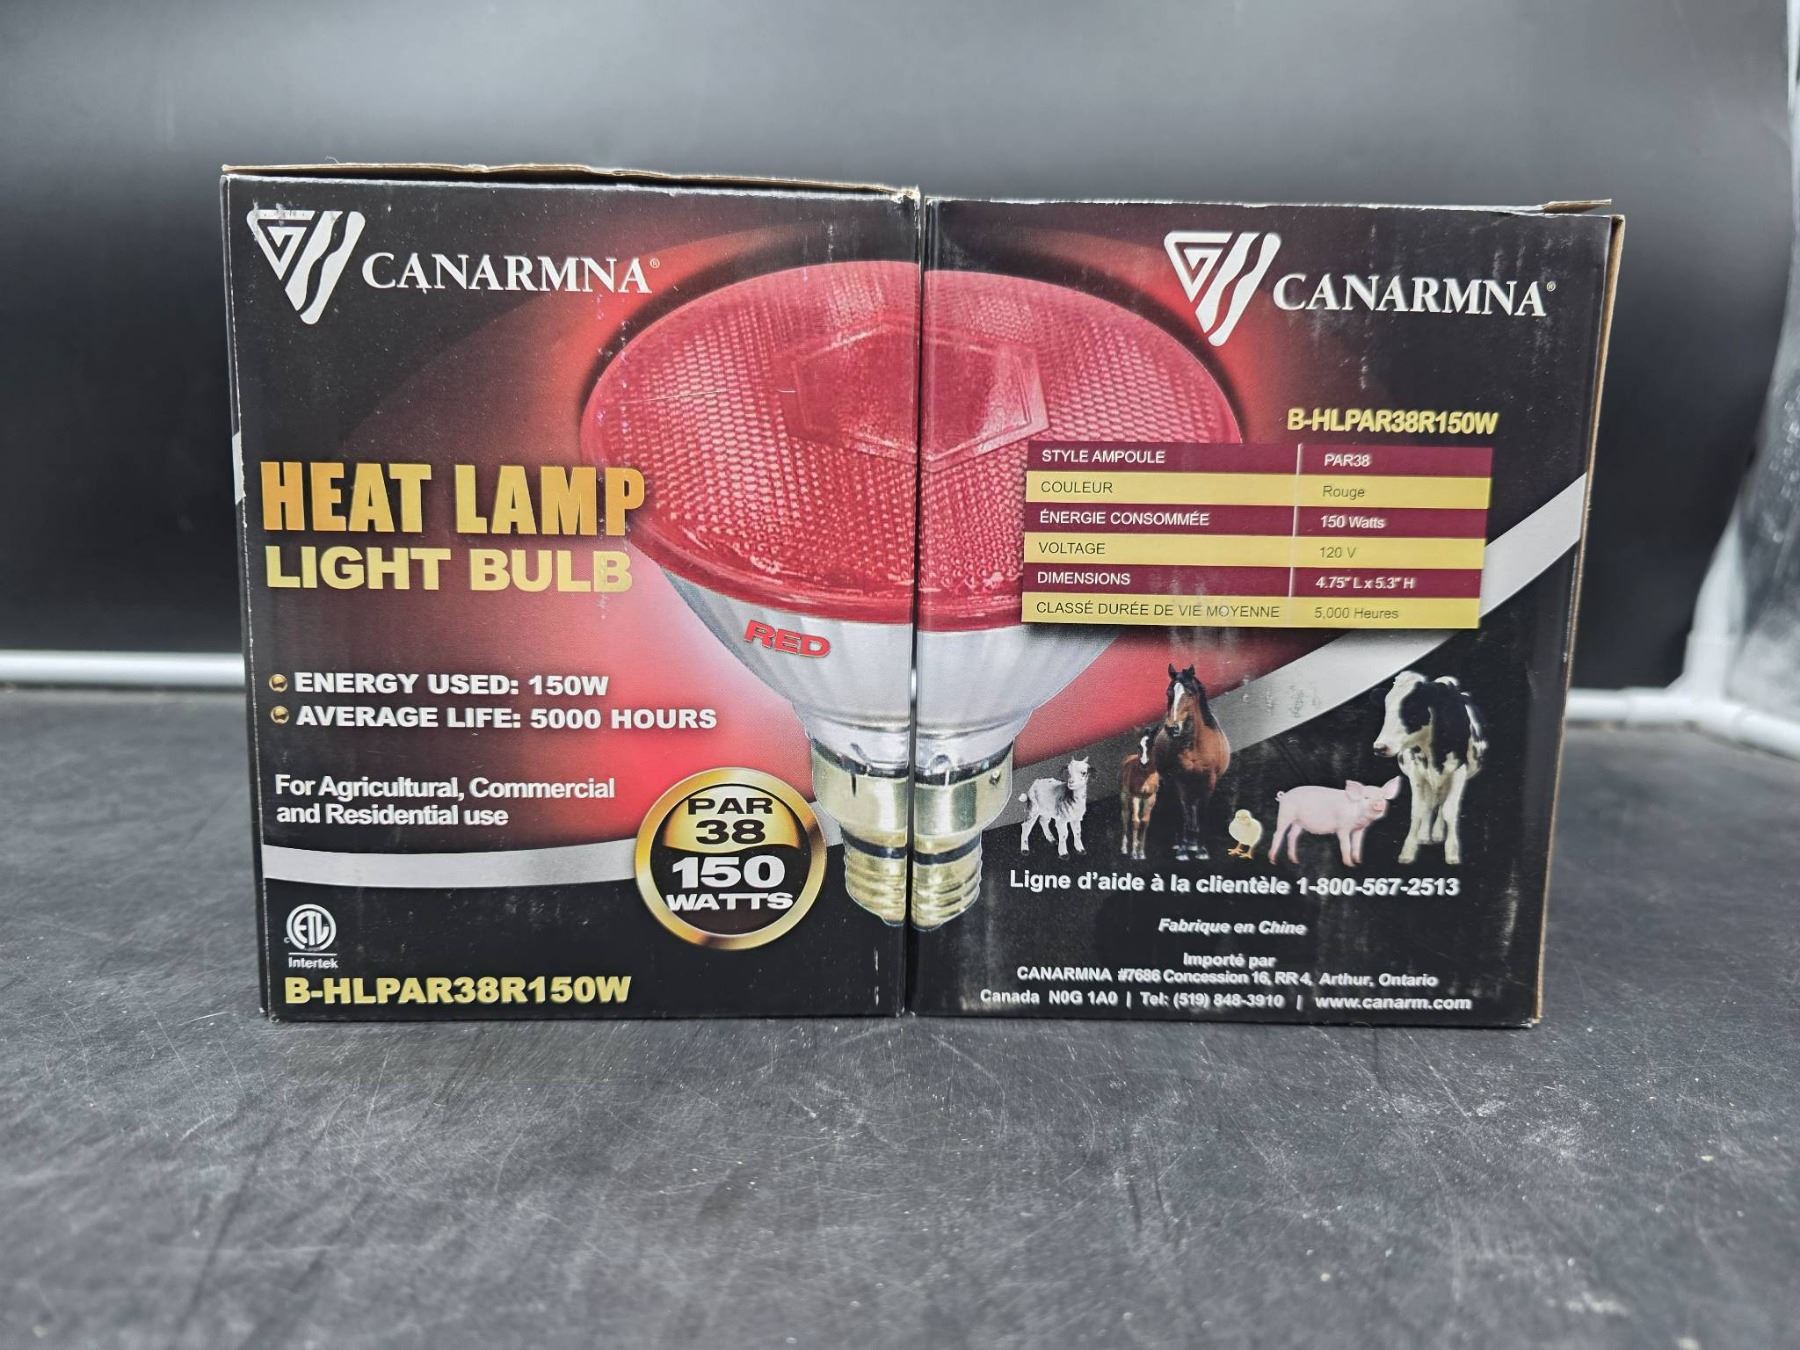 CANARMNA®
HEAT LAMP
LIGHT BULB
RED
ENERGY USED: 150W
AVERAGE LIFE: 5000 HOURS
For Agricultural, Commercial
and Residential use
PAR
38
150
WATTS
C ETL
Intertek
B-HLPAR38R150W
CANARMNA®
B-HLPAR38R150W
STYLE AMPOULE PAR38
COULEUR Rouge
ÉNERGIE CONSOMMÉE 150 Watts
VOLTAGE 120 V
DIMENSIONS 4.75" L x 5.3" H
CLASSÉ DURÉE DE VIE MOYENNE 5,000 Heures
Ligne d'aide à la clientèle 1-800-567-2513
Fabrique en Chine
Importé par
CANARMNA #7686 Concession 16, RR 4, Arthur, Ontario
Canada N0G 1A0 | Tel: (519) 848-3910 | www.canarm.com